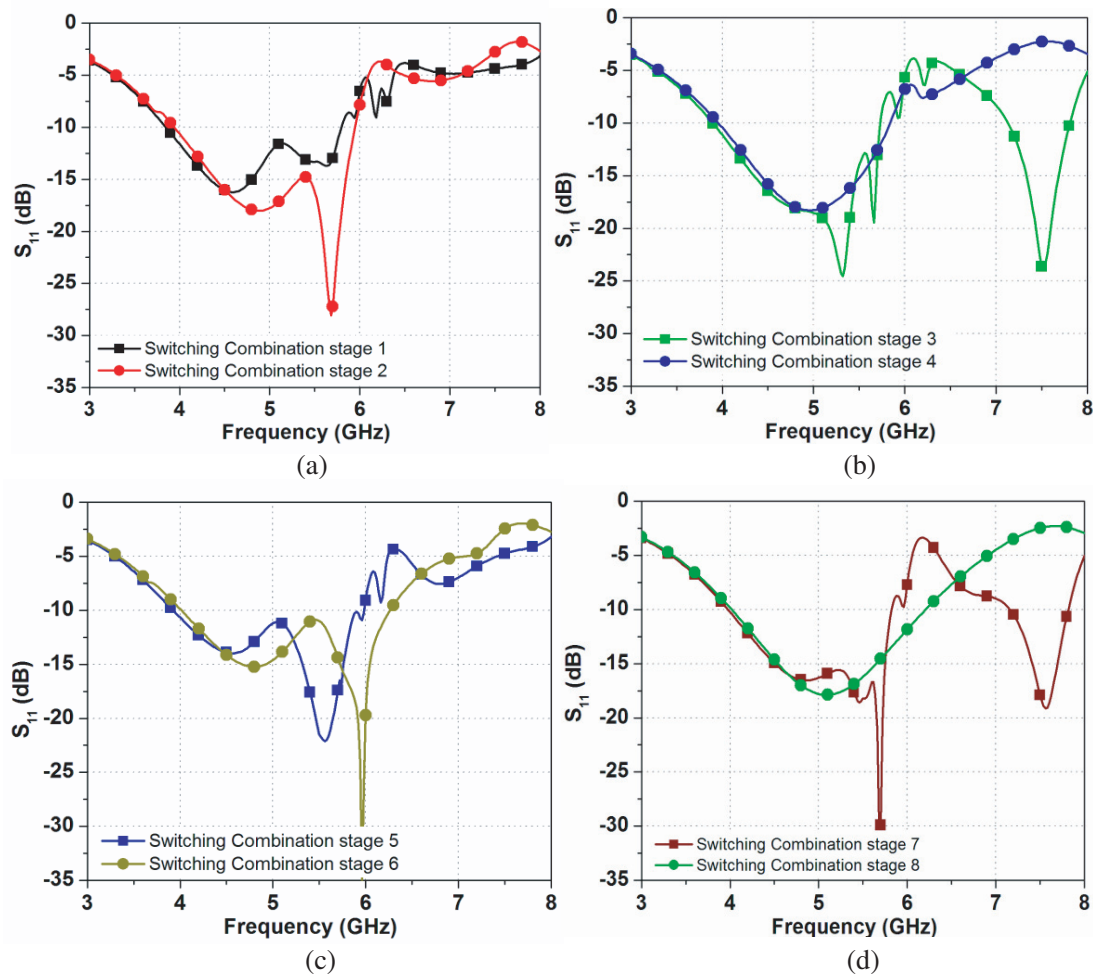 0
-5
-10
-15
-20
-25
-30
-35
S11 (dB)
Switching Combination stage 1
Switching Combination stage 2
3 4 5 6 7 8
Frequency (GHz)
(a)
0
-5
-10
-15
-20
-25
-30
-35
S11 (dB)
Switching Combination stage 3
Switching Combination stage 4
3 4 5 6 7 8
Frequency (GHz)
(b)
0
-5
-10
-15
-20
-25
-30
-35
S11 (dB)
Switching Combination stage 5
Switching Combination stage 6
3 4 5 6 7 8
Frequency (GHz)
(c)
0
-5
-10
-15
-20
-25
-30
-35
S11 (dB)
Switching Combination stage 7
Switching Combination stage 8
3 4 5 6 7 8
Frequency (GHz)
(d)